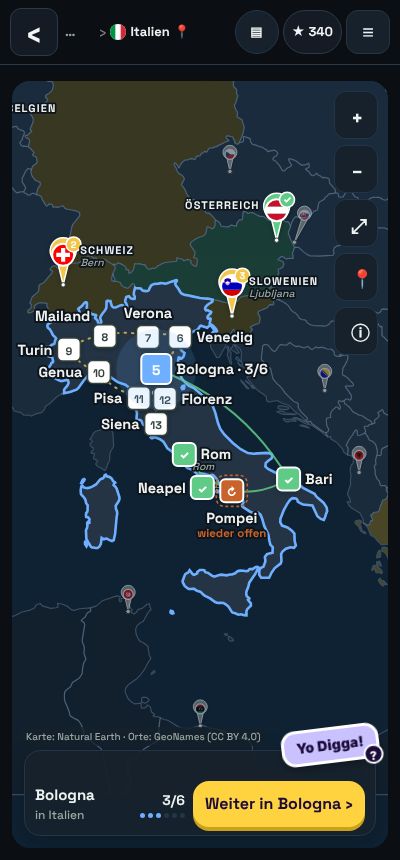 < … > Italien 340
ELGIEN
ÖSTERREICH
2
SCHWEIZ
Bern
3
SLOWENIEN
Ljubljana
Mailand
Verona
8
7
6
Venedig
Turin
9
Genua
10
5
Bologna · 3/6
Pisa
11
12
Florenz
Siena
13
Rom
Rom
Neapel
Bari
Pompei
wieder offen
Karte: Natural Earth · Orte: GeoNames (CC BY 4.0)
Yo Digga!
?
Bologna
in Italien
3/6
Weiter in Bologna >